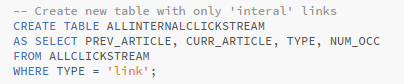 -- Create new table with only 'interal' links
CREATE TABLE ALLINTERNALCLICKSTREAM
AS SELECT PREV_ARTICLE, CURR_ARTICLE, TYPE, NUM_OCC
FROM ALLCLICKSTREAM
WHERE TYPE = 'link';